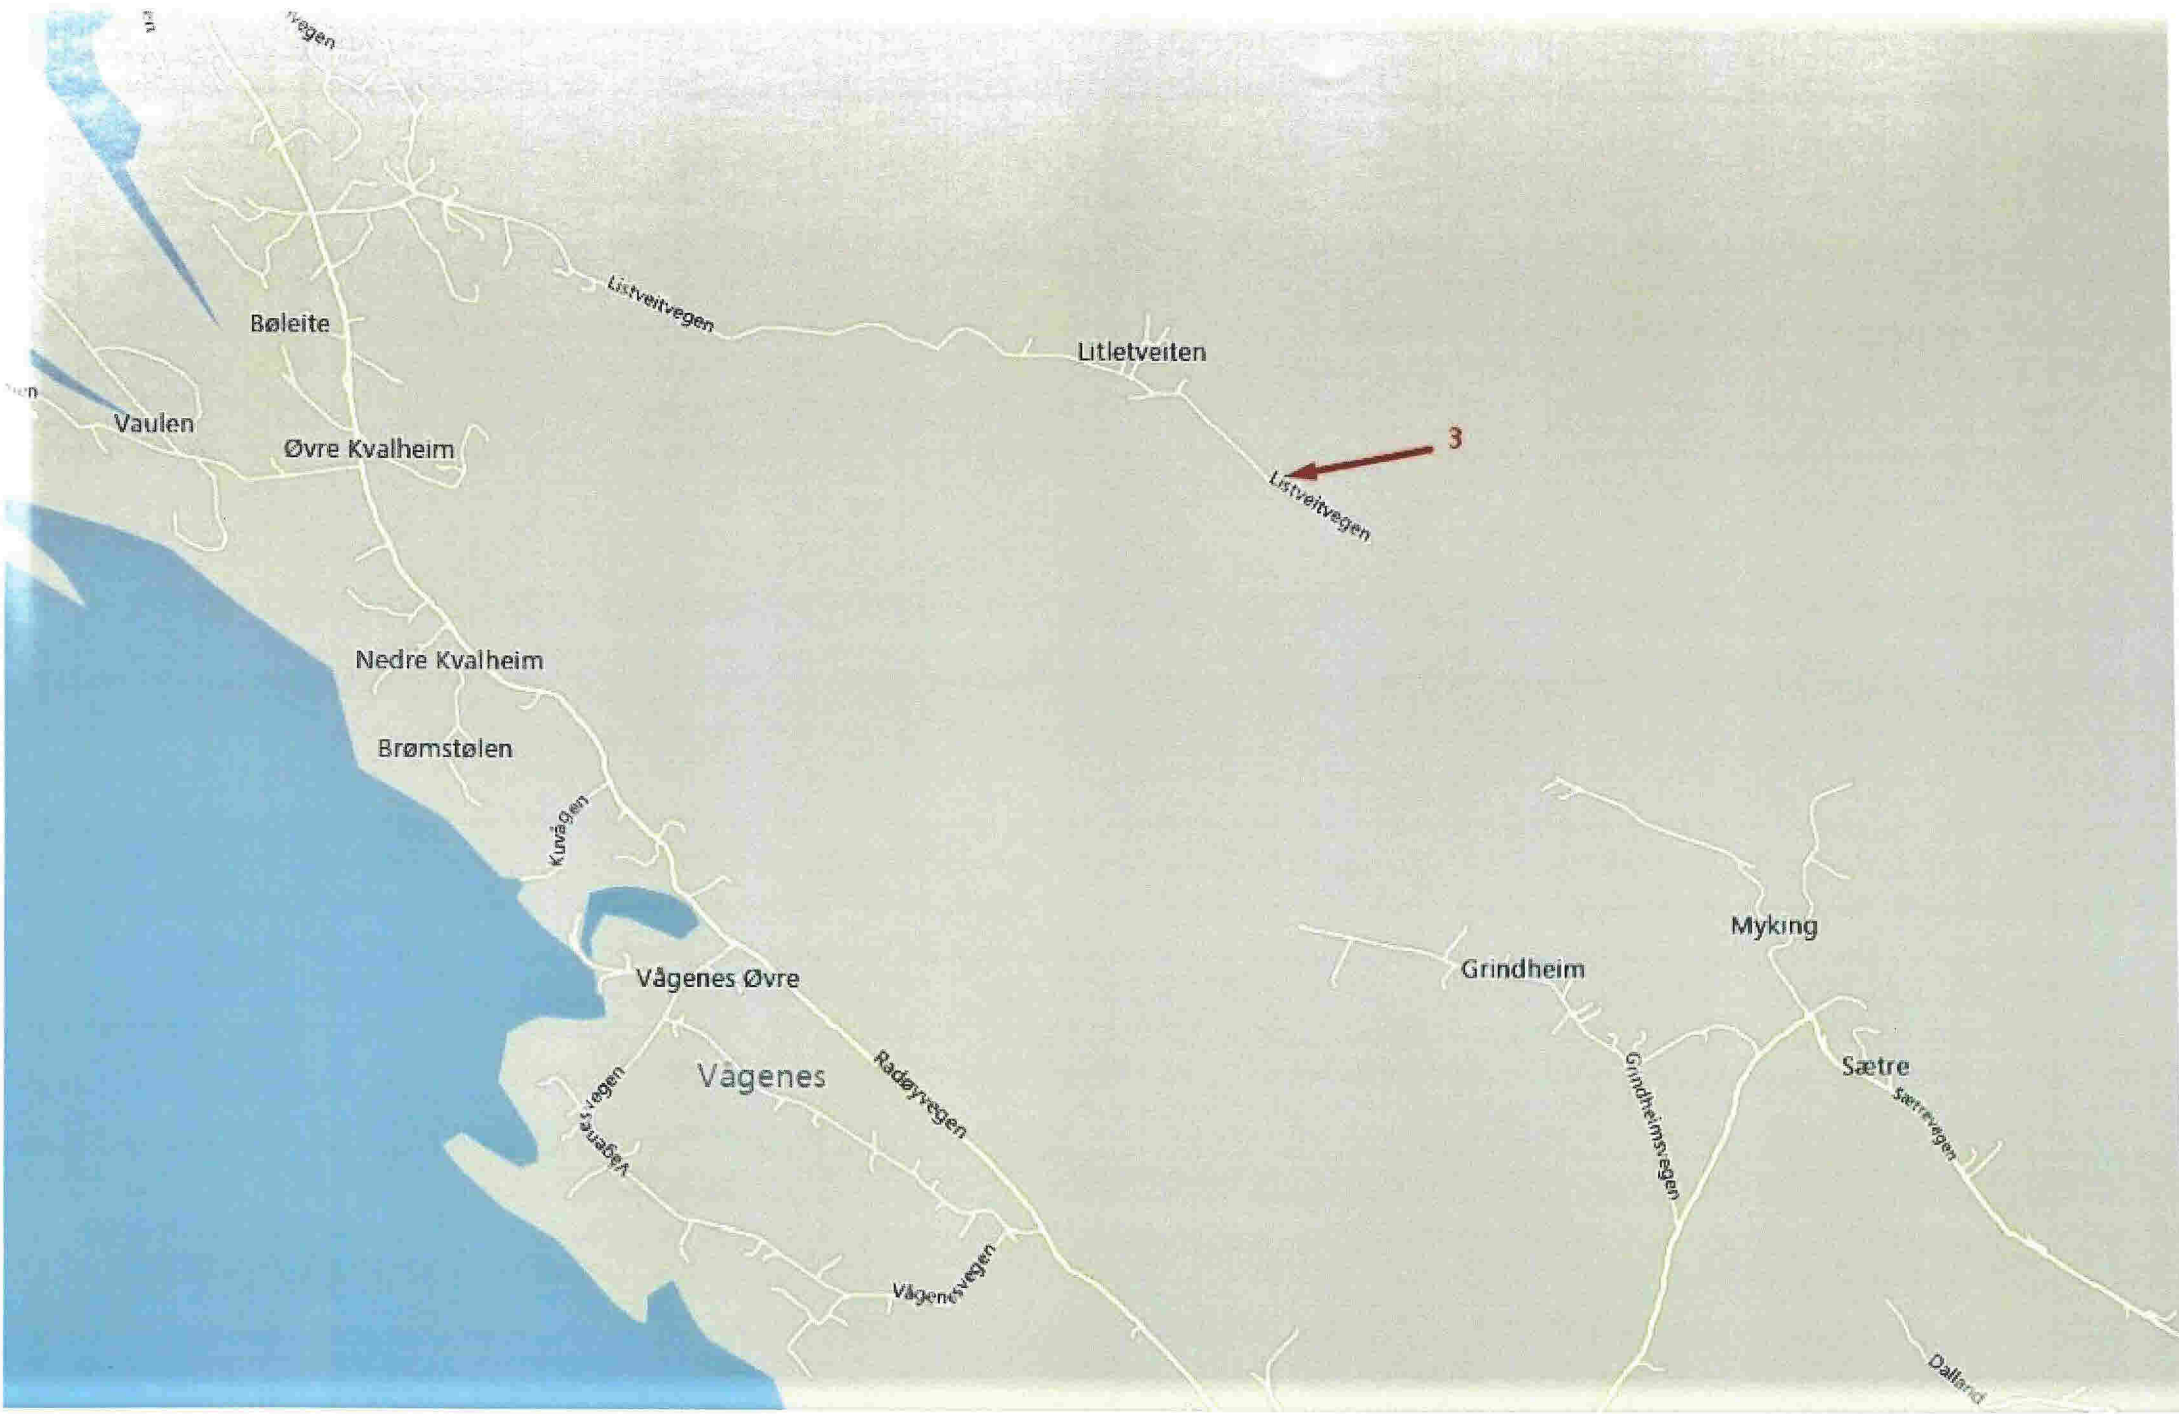 Listveitvegen
Bøleite
Litletveiten
Vaulen
Øvre Kvalheim
3
Listveitvegen
Nedre Kvalheim
Brømstølen
Kuvågen
Myking
Grindheim
Vågenes Øvre
Radøyvegen
Vågenes
Vågenesvegen
Vågenesvegen
Grindheimsvegen
Sætre
Sætrevegen
Vågenesvegen
Dalland